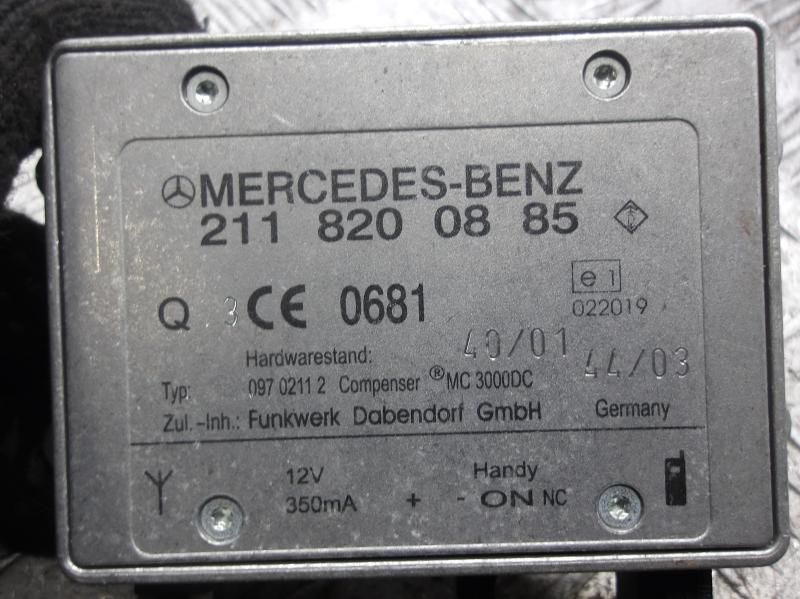 MERCEDES-BENZ
211 820 08 85
Q 3 CE 0681
e 1
022019
Hardwarestand: 40/01 44/03
Typ: 097 0211 2 Compenser ® MC 3000DC
Zul.-Inh.: Funkwerk Dabendorf GmbH Germany
12V Handy
350mA + - ON NC